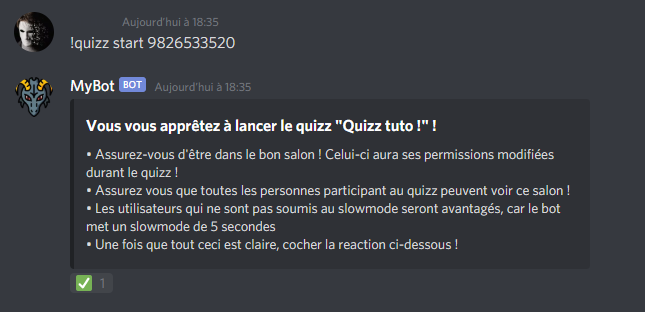 Aujourd'hui à 18:35
!quizz start 9826533520
MyBot BOT Aujourd'hui à 18:35
Vous vous apprêtez à lancer le quizz "Quizz tuto !" !
• Assurez-vous d'être dans le bon salon ! Celui-ci aura ses permissions modifiées
durant le quizz !
• Assurez vous que toutes les personnes participant au quizz peuvent voir ce salon !
• Les utilisateurs qui ne sont pas soumis au slowmode seront avantagés, car le bot
met un slowmode de 5 secondes
• Une fois que tout ceci est claire, cocher la reaction ci-dessous !
1